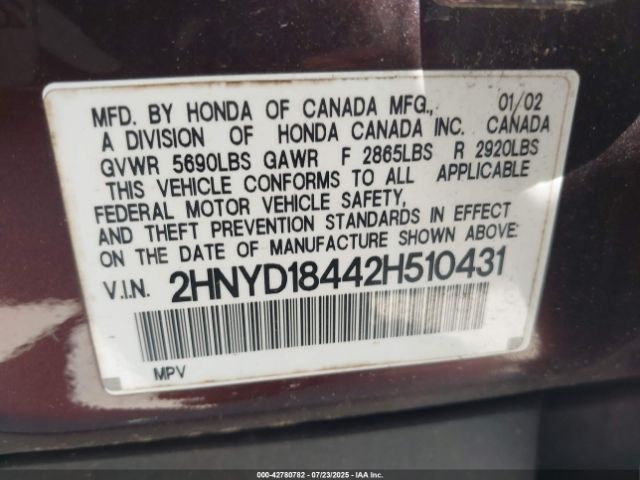 MFD. BY HONDA OF CANADA MFG., 01/02
A DIVISION OF HONDA CANADA INC. CANADA
GVWR 5690LBS GAWR F 2865LBS R 2920LBS
THIS VEHICLE CONFORMS TO ALL APPLICABLE
FEDERAL MOTOR VEHICLE SAFETY,
AND THEFT PREVENTION STANDARDS IN EFFECT
ON THE DATE OF MANUFACTURE SHOWN ABOVE:
V.I.N. 2HNYD18442H510431
MPV
000-42780782 - 07/23/2025 - IAA Inc.